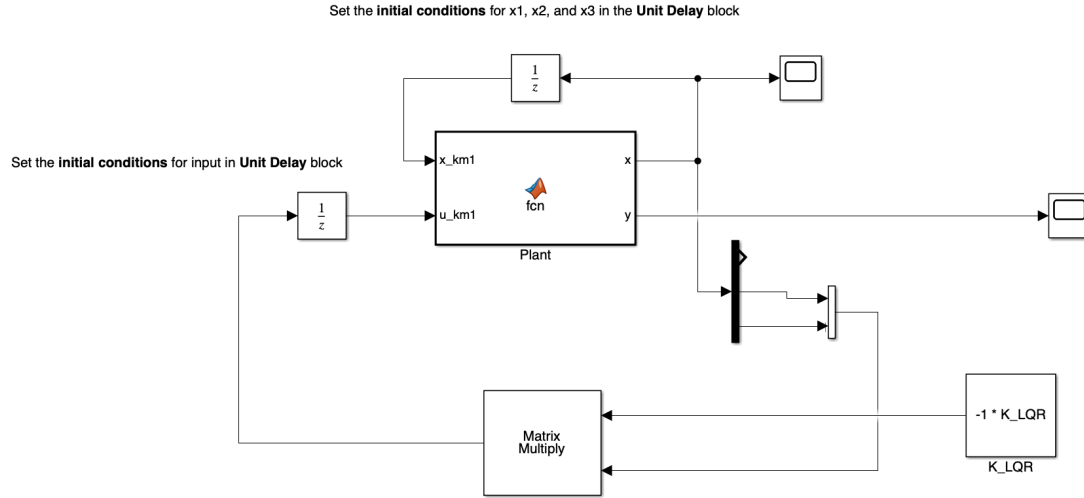 Set the initial conditions for x1, x2, and x3 in the Unit Delay block
1
z
Set the initial conditions for input in Unit Delay block
x_km1
x
1
z
fcn
u_km1
y
Plant
-1 * K_LQR
Matrix
Multiply
K_LQR